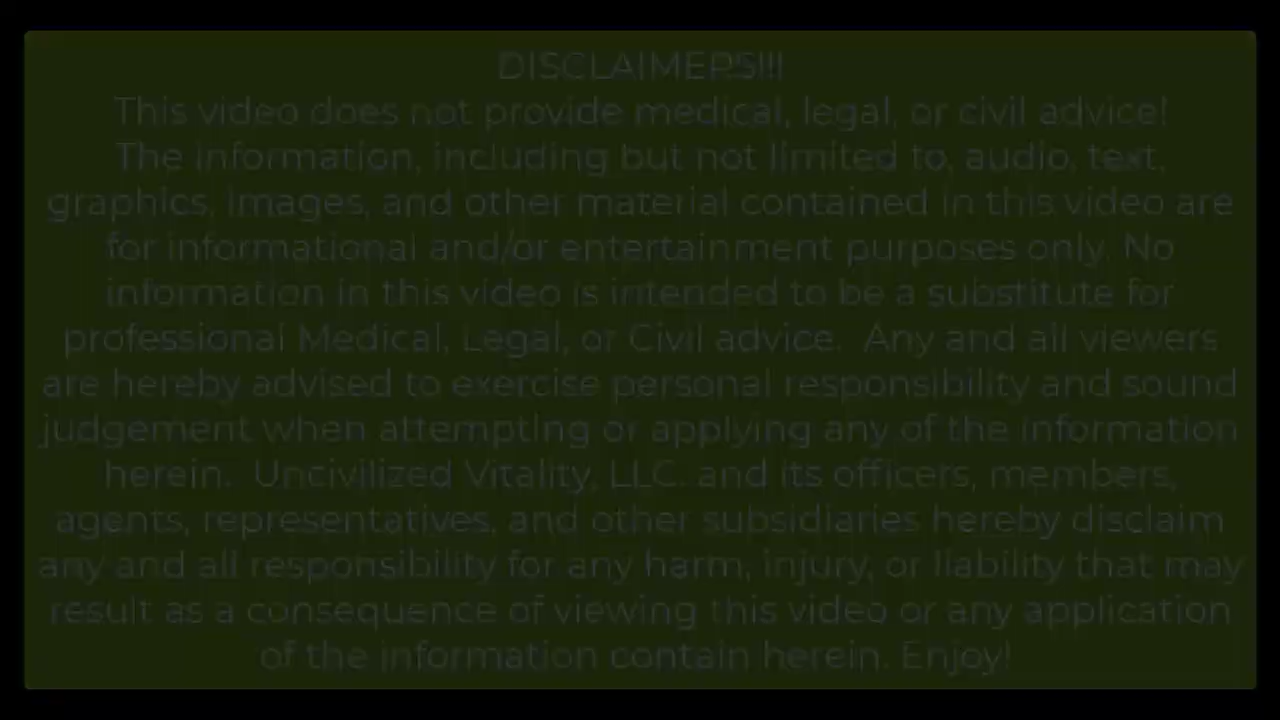 DISCLAIMERS!!!
This video does not provide medical, legal, or civil advice!
The information, including but not limited to, audio, text,
graphics, images, and other material contained in this video are
for informational and/or entertainment purposes only. No
information in this video is intended to be a substitute for
professional Medical, Legal, or Civil advice. Any and all viewers
are hereby advised to exercise personal responsibility and sound
judgement when attempting or applying any of the information
herein. Uncivilized Vitality, LLC. and its officers, members,
agents, representatives, and other subsidiaries hereby disclaim
any and all responsibility for any harm, injury, or liability that may
result as a consequence of viewing this video or any application
of the information contain herein. Enjoy!